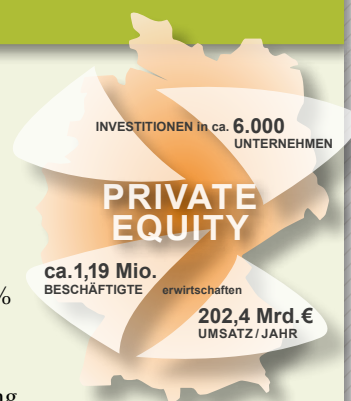 INVESTITIONEN in ca. 6.000
UNTERNEHMEN
PRIVATE
EQUITY
ca.1,19 Mio.
BESCHÄFTIGTE erwirtschaften
%
202,4 Mrd.€
UMSATZ/JAHR
ng